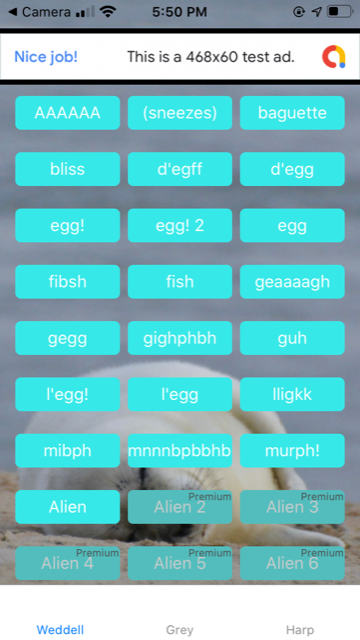 Camera 5:50 PM
Nice job! This is a 468x60 test ad.
AAAAAA (sneezes) baguette
bliss d'egff d'egg
egg! egg! 2 egg
fibsh fish geaaaagh
gegg gighphbh guh
l'egg! l'egg lligkk
mibph mnnnbpbbhb murph!
Premium Premium
Alien Alien 2 Alien 3
Premium Premium Premium
Alien 4 Alien 5 Alien 6
Weddell Grey Harp